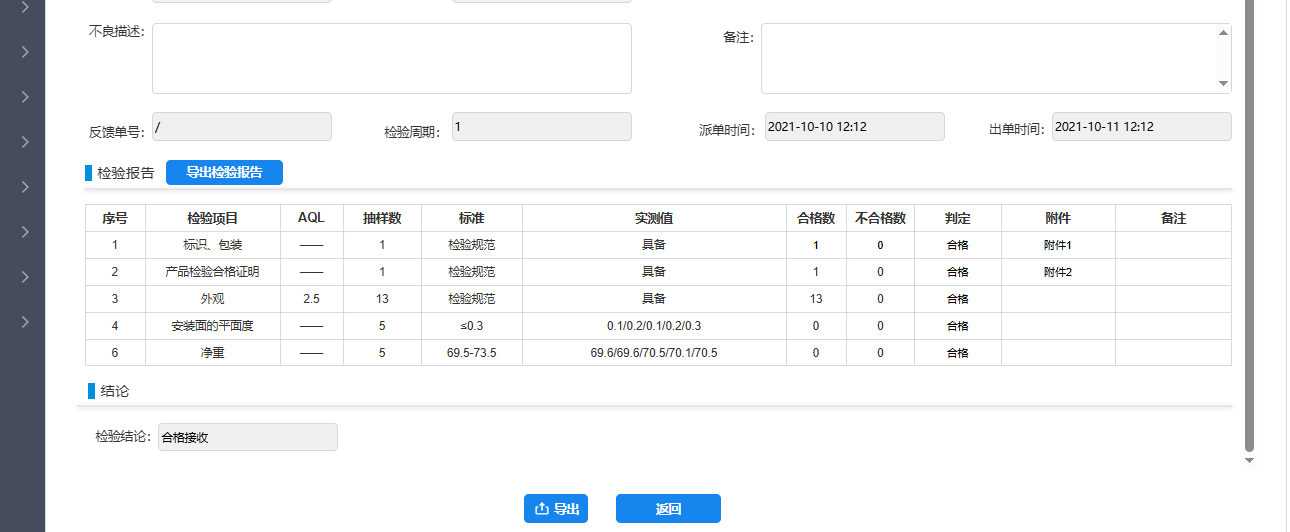 不良描述： 备注：
反馈单号： / 检验周期： 1 派单时间： 2021-10-10 12:12 出单时间： 2021-10-11 12:12
检验报告 导出检验报告
序号 检验项目 AQL 抽样数 标准 实测值 合格数 不合格数 判定 附件 备注
1 标识、包装 —— 1 检验规范 具备 1 0 合格 附件1
2 产品检验合格证明 —— 1 检验规范 具备 1 0 合格 附件2
3 外观 2.5 13 检验规范 具备 13 0 合格
4 安装面的平面度 —— 5 ≤0.3 0.1/0.2/0.1/0.2/0.3 0 0 合格
6 净重 —— 5 69.5-73.5 69.6/69.6/70.5/70.1/70.5 0 0 合格
结论
检验结论： 合格接收
导出 返回